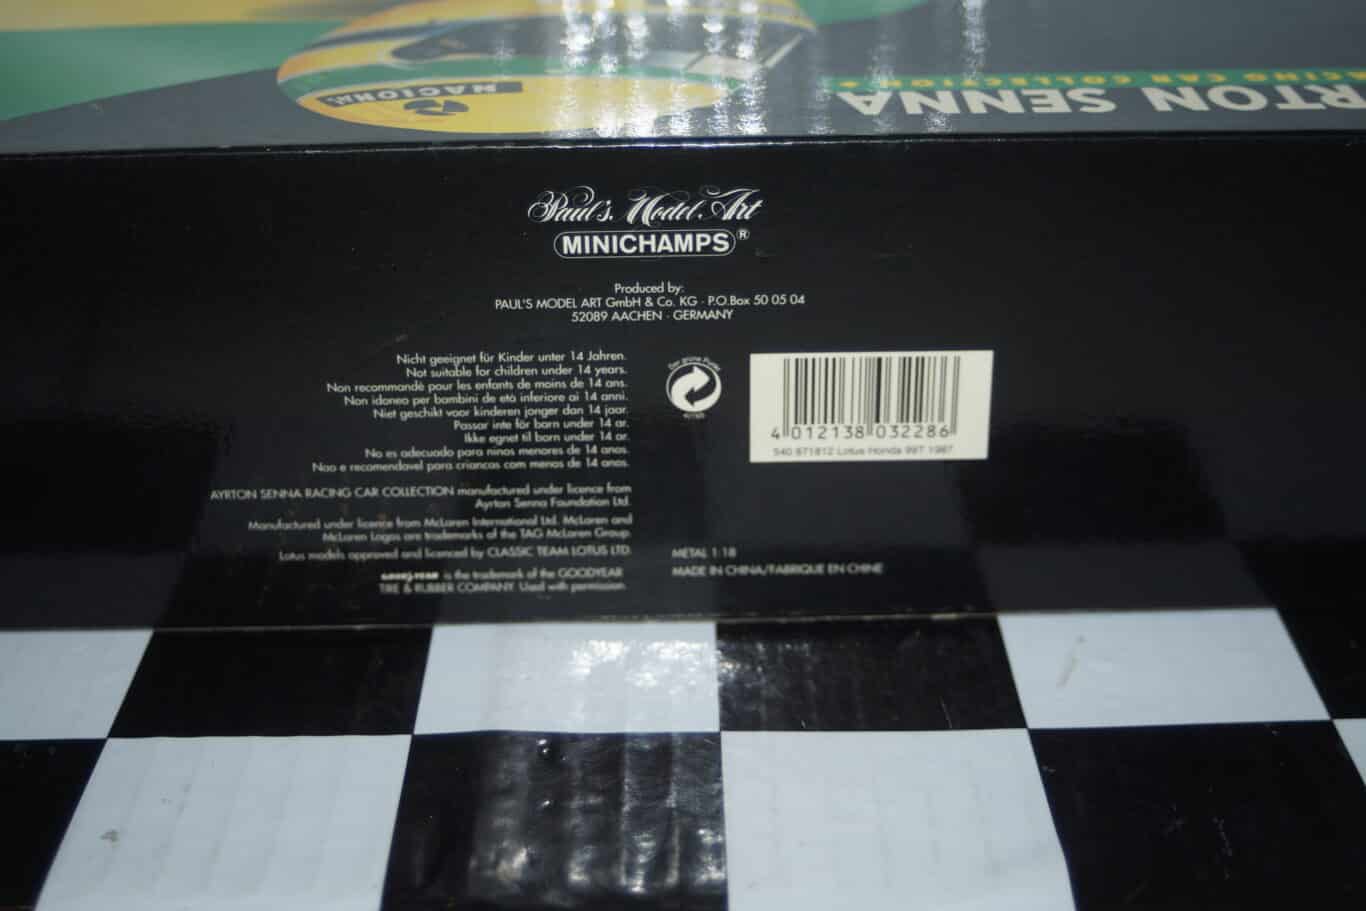 NACIONAL
RTON SENNA
ACING CAR COLLECTION
Paul's Model Art
MINICHAMPS®
Produced by:
PAUL'S MODEL ART GmbH & Co. KG · P.O.Box 50 05 04
52089 AACHEN · GERMANY
Nicht geeignet für Kinder unter 14 Jahren.
Not suitable for children under 14 years.
Non recommandè pour les enfants de moins de 14 ans.
Non idoneo per bambini de età inferiore ai 14 anni.
Niet geschikt voor kinderen jonger dan 14 jaar.
Passar inte för barn under 14 ar.
Ikke egnet til born under 14 ar.
No es adecuado para ninos menores de 14 anos.
Nao e recomendavel para criancas com menos de 14 anos.
AYRTON SENNA RACING CAR COLLECTION manufactured under licence from
Ayrton Senna Foundation Ltd.
Manufactured under licence from McLaren International Ltd. McLaren and
McLaren Logos are trademarks of the TAG McLaren Group.
Lotus models approved and licenced by CLASSIC TEAM LOTUS LTD.
GOODYEAR is the trademark of the GOODYEAR
TIRE & RUBBER COMPANY. Used with permission.
Der grüne Punkt
4 012138 032286
540 871812 Lotus Honda 99T 1987
METAL 1:18
MADE IN CHINA/FABRIQUE EN CHINE